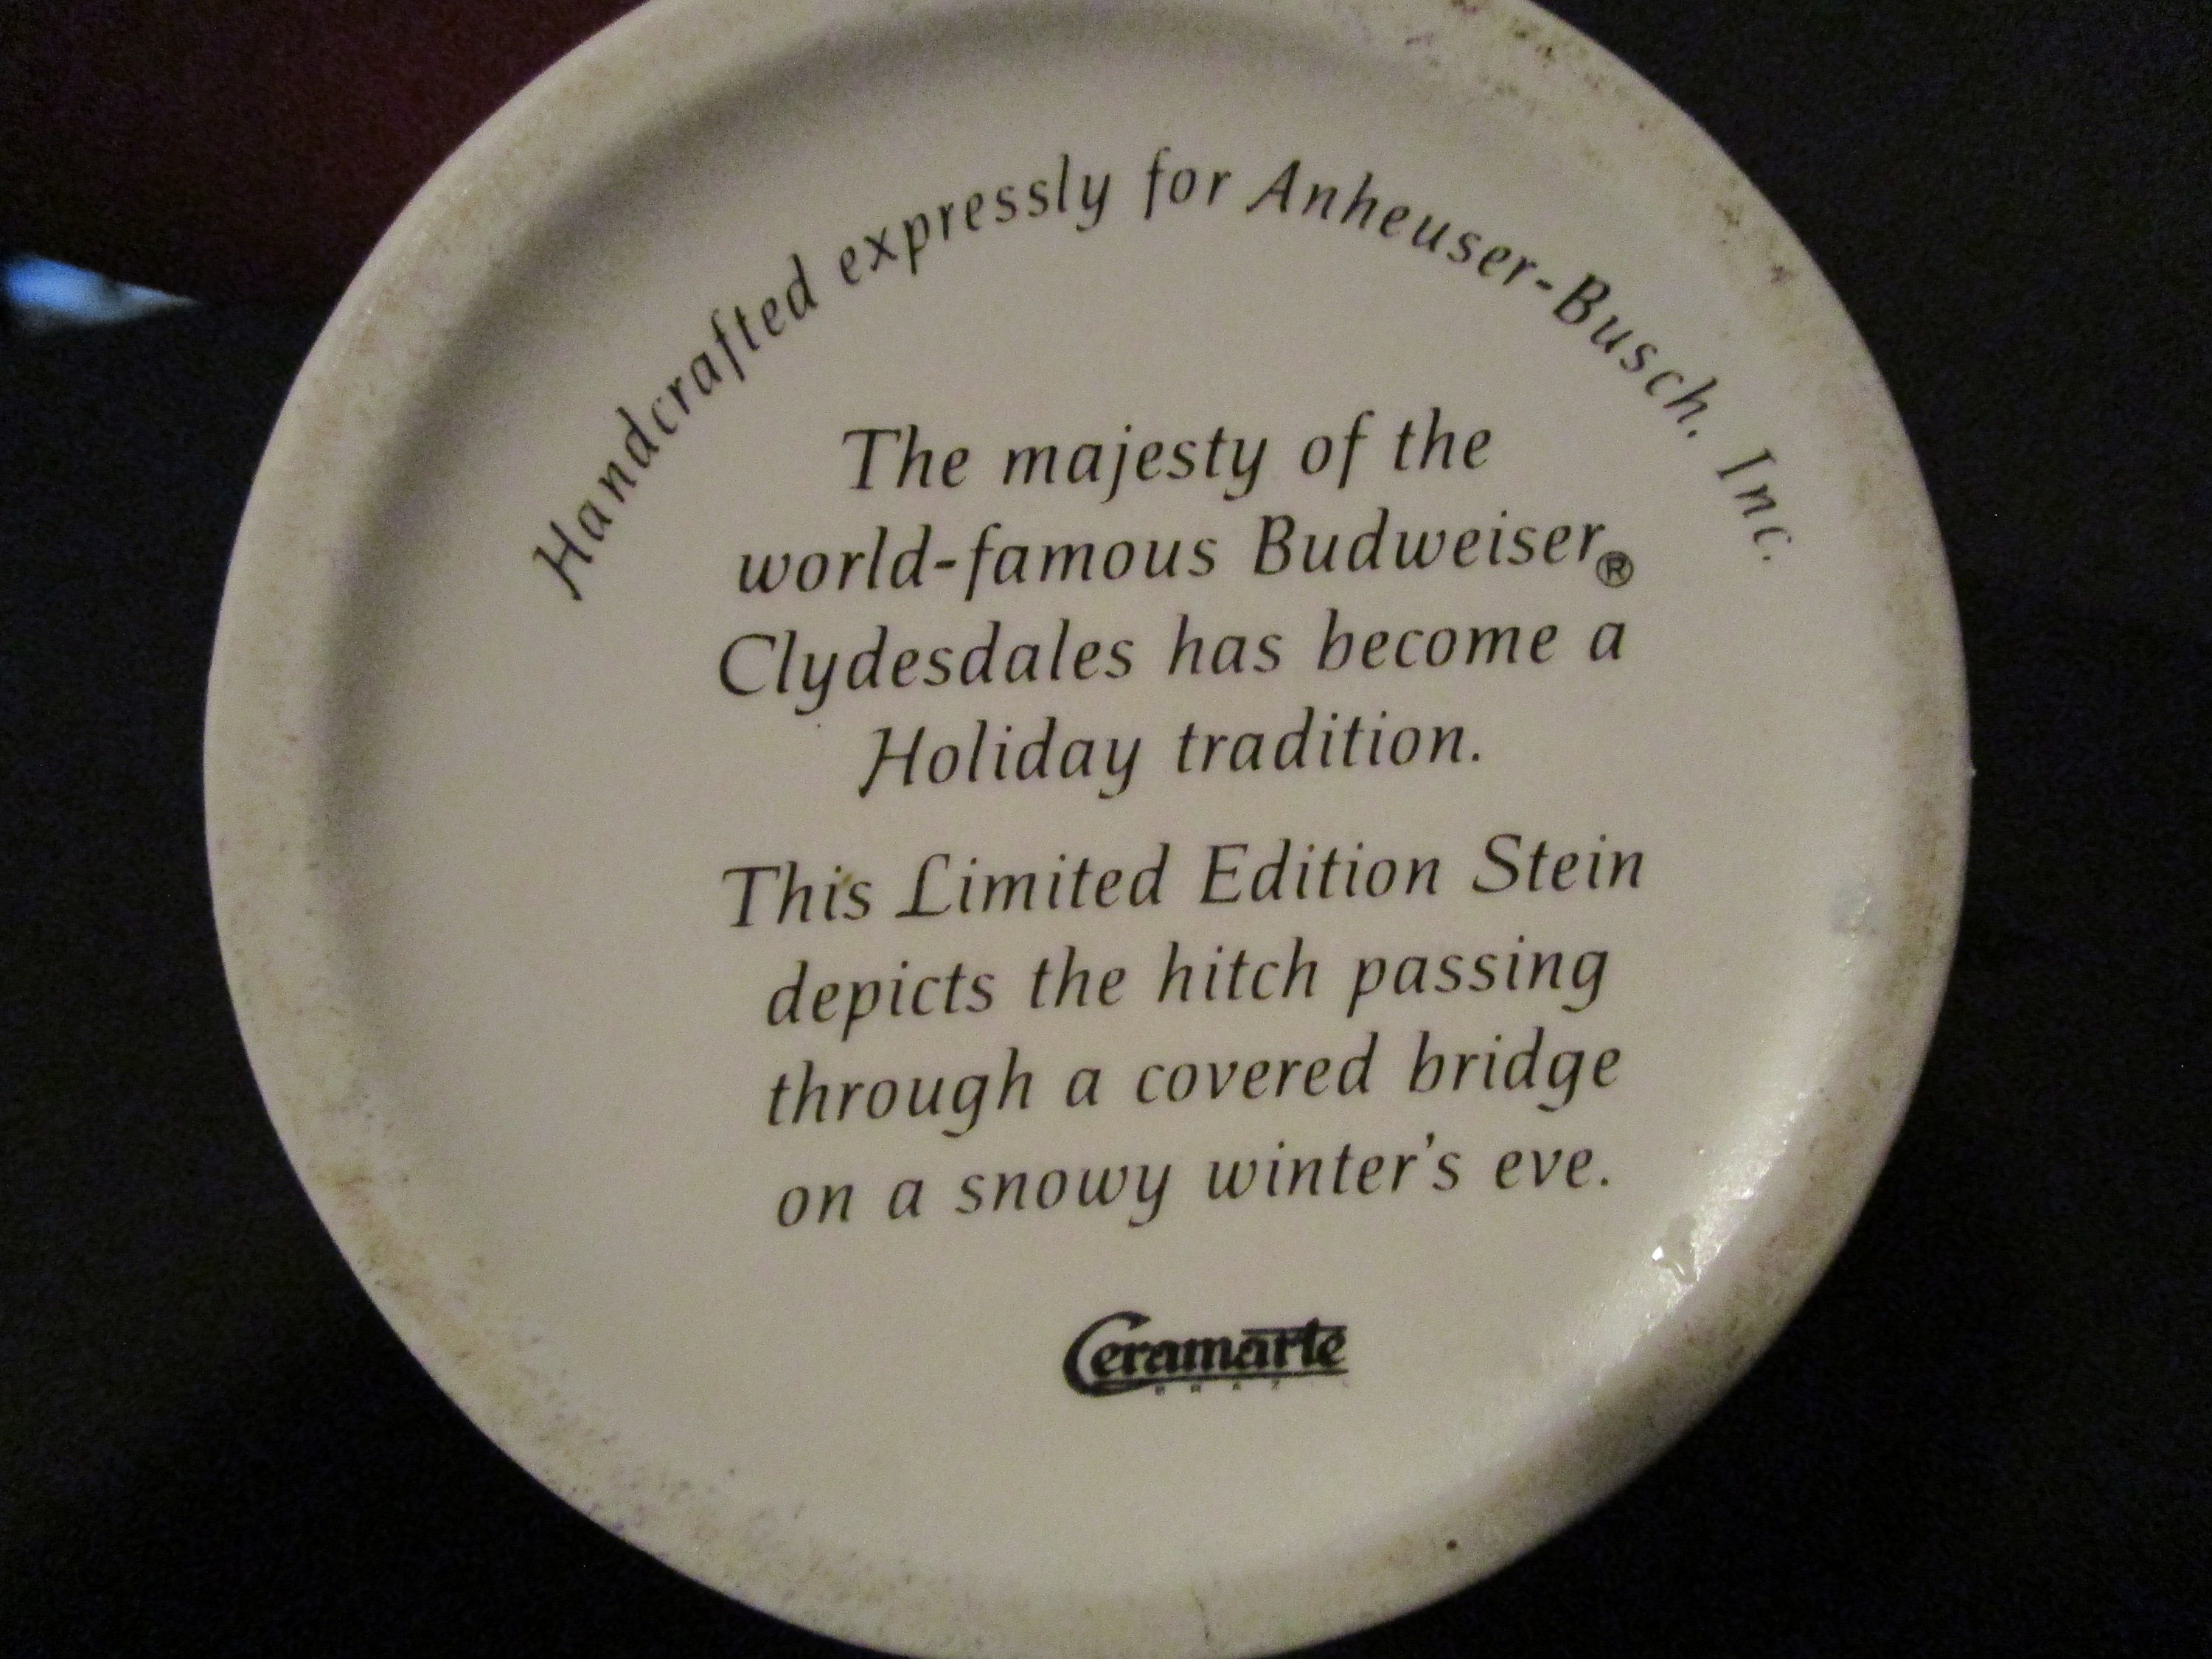 Handcrafted expressly for Anheuser-Busch, Inc.
The majesty of the
world-famous Budweiser®
Clydesdales has become a
Holiday tradition.
This Limited Edition Stein
depicts the hitch passing
through a covered bridge
on a snowy winter's eve.
Ceramarte
BRAZIL